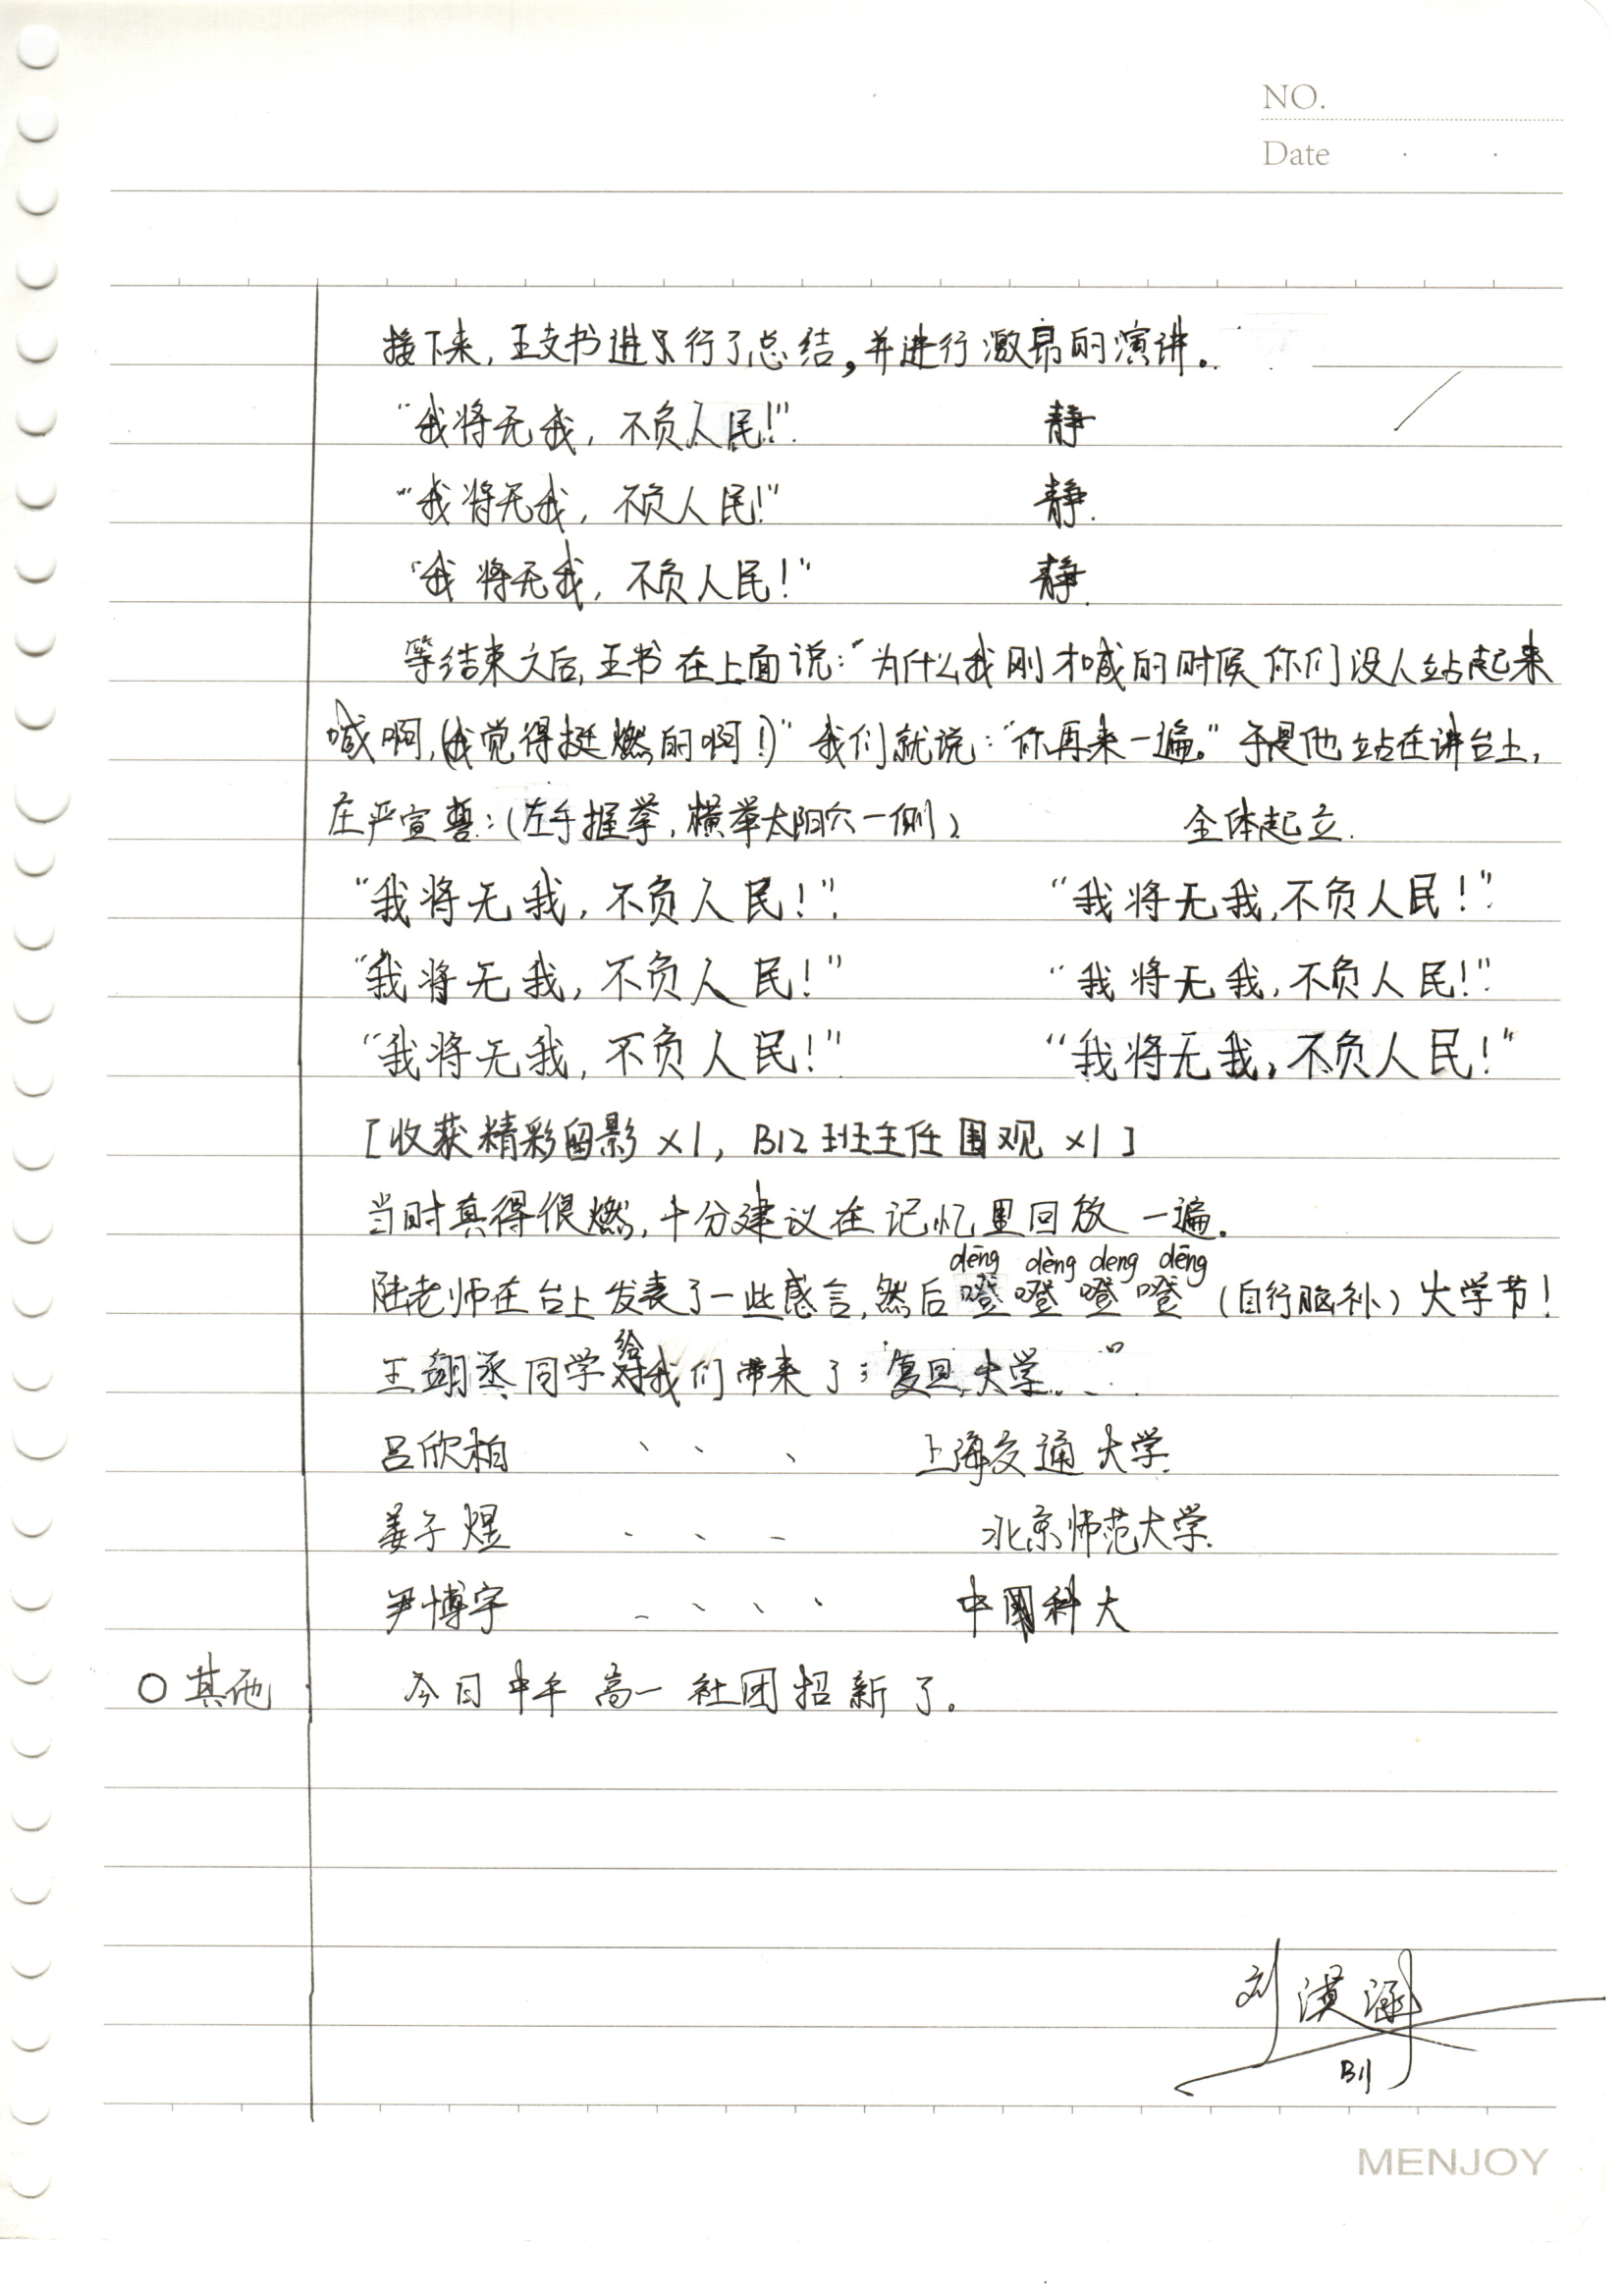 NO.
Date
接下来，王支书进行了总结，并进行激昂的演讲。
“我将无我，不负人民！” 静
“我将无我，不负人民！” 静.
“我将无我，不负人民！” 静.
等结束之后，王书在上面说：“为什么我刚才喊的时候你们没人站起来
喊啊，(我觉得挺燃的啊！)” 我们就说：“你再来一遍。”于是他站在讲台上，
庄严宣誓：（左手握拳，横举太阳穴一侧） 全体起立.
“我将无我，不负人民！” “我将无我，不负人民！”
“我将无我，不负人民！” “我将无我，不负人民！”
“我将无我，不负人民！” “我将无我，不负人民！”
[收获精彩留影 ×1，B12 班主任围观 ×1]
当时真得很燃，十分建议在记忆里回放一遍.
dēng dèng deng dēng
陆老师在台上发表了一些感言，然后噔噔噔噔（自行脑补）大学节！
王翊丞同学给我们带来了：“复旦大学...”
吕欣柏 、、、 上海交通大学.
姜子煜 . . . 北京师范大学.
尹博宇 . . . . 中国科大
○ 其他 今日中午高一社团招新了。
刘漠涵
B11
MENJOY